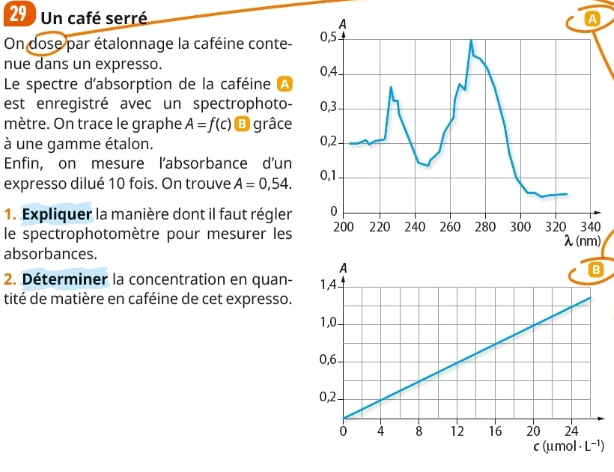 29 Un café serré
On dose par étalonnage la caféine conte-
nue dans un expresso.
Le spectre d'absorption de la caféine A
est enregistré avec un spectrophoto-
mètre. On trace le graphe A = f(c) B grâce
à une gamme étalon.
Enfin, on mesure l'absorbance d'un
expresso dilué 10 fois. On trouve A = 0,54.
1. Expliquer la manière dont il faut régler
le spectrophotomètre pour mesurer les
absorbances.
2. Déterminer la concentration en quan-
tité de matière en caféine de cet expresso.
A
A
0,5
0,4
0,3
0,2
0,1
0
200 220 240 260 280 300 320 340
λ (nm)
A
B
1,4
1,0
0,6
0,2
0 4 8 12 16 20 24
c (µmol · L⁻¹)